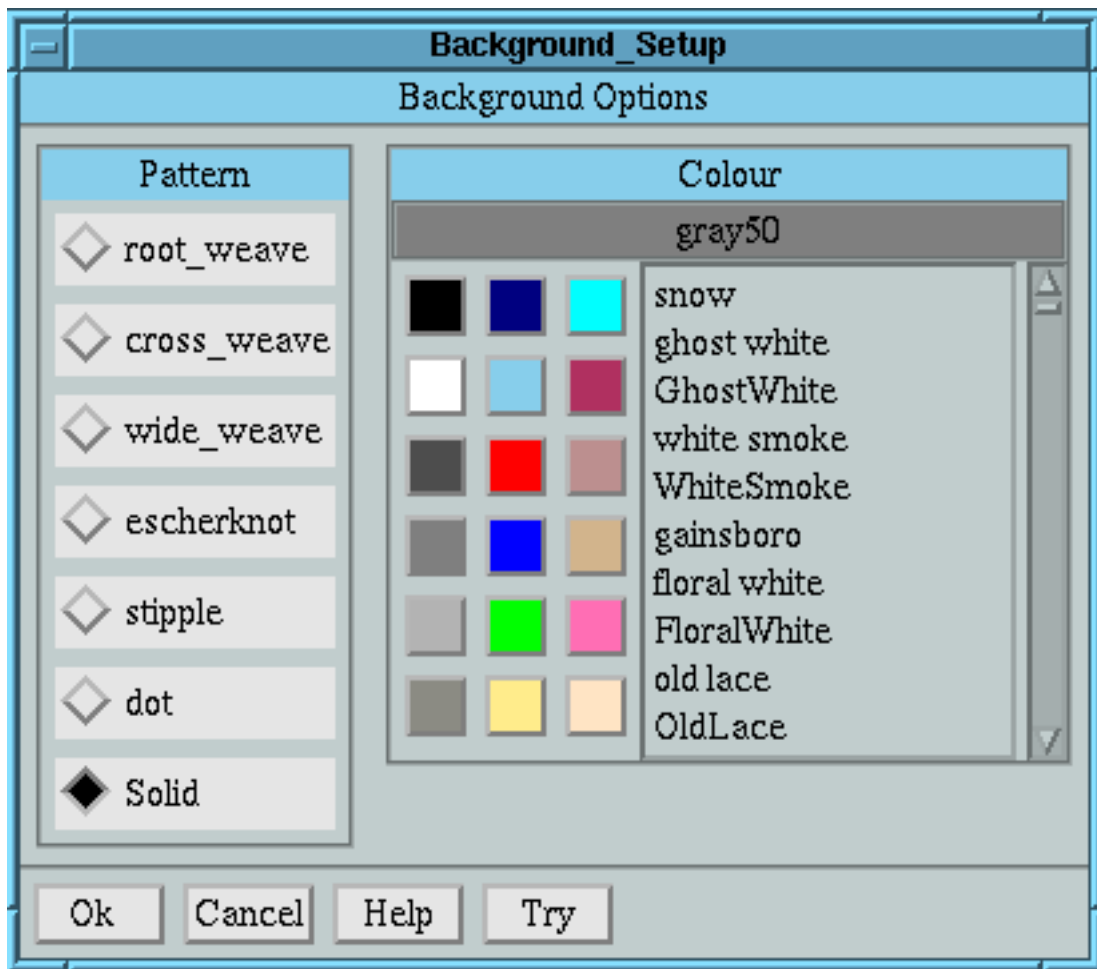 Background_Setup
Background Options
Pattern
root_weave
cross_weave
wide_weave
escherknot
stipple
dot
Solid
Colour
gray50
snow
ghost white
GhostWhite
white smoke
WhiteSmoke
gainsboro
floral white
FloralWhite
old lace
OldLace
Ok Cancel Help Try